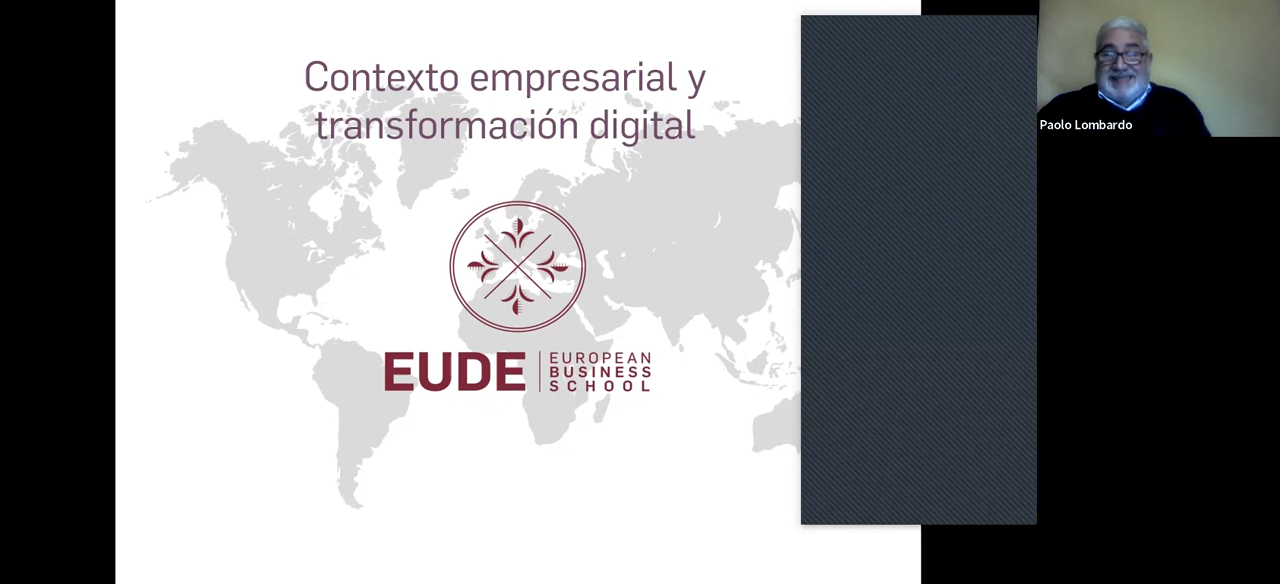 Contexto empresarial y
transformación digital
EUDE
EUROPEAN
BUSINESS
SCHOOL
Paolo Lombardo